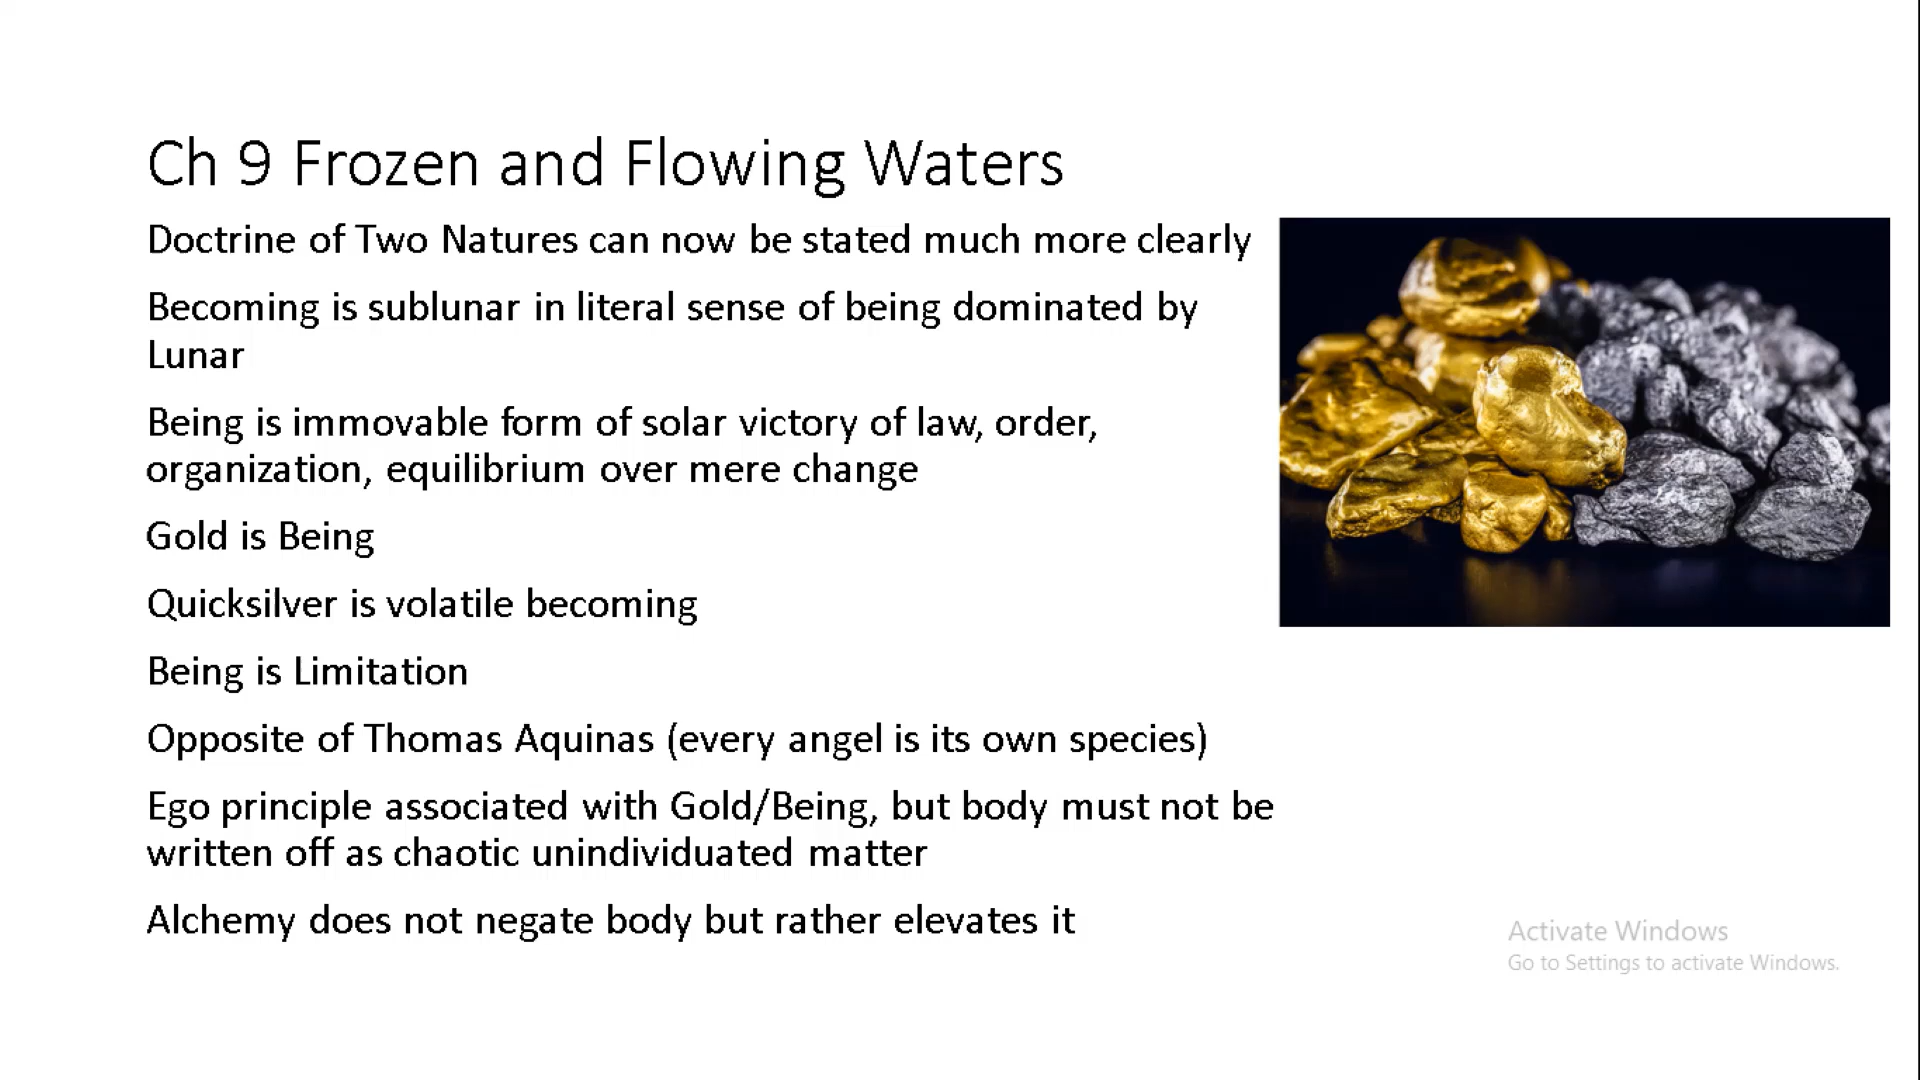 Ch 9 Frozen and Flowing Waters
Doctrine of Two Natures can now be stated much more clearly
Becoming is sublunar in literal sense of being dominated by
Lunar
Being is immovable form of solar victory of law, order,
organization, equilibrium over mere change
Gold is Being
Quicksilver is volatile becoming
Being is Limitation
Opposite of Thomas Aquinas (every angel is its own species)
Ego principle associated with Gold/Being, but body must not be
written off as chaotic unindividuated matter
Alchemy does not negate body but rather elevates it
Activate Windows
Go to Settings to activate Windows.